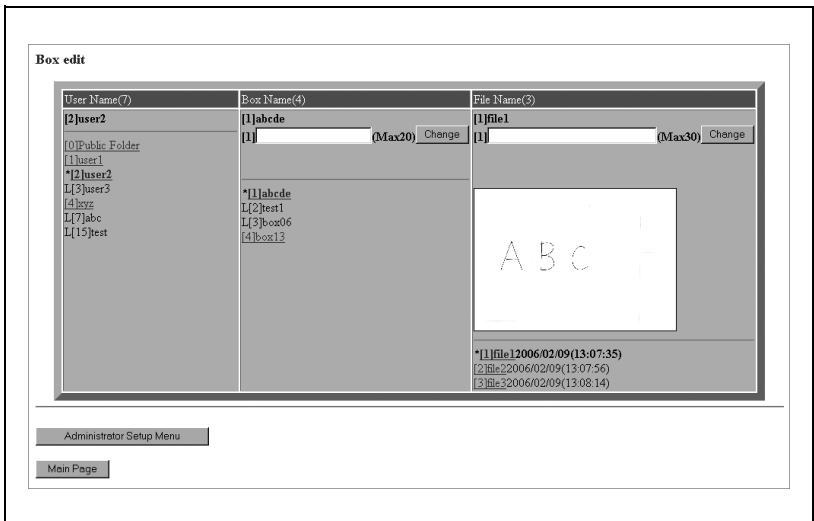 Box edit
User Name(7)
[2]user2
[0]Public Folder
[1]user1
*[2]user2
L[3]user3
[4]xyz
L[7]abc
L[15]test
Box Name(4)
[1]abcde
[1] (Max20) Change
*[1]abcde
L[2]test1
L[3]box06
[4]box13
File Name(3)
[1]file1
[1] (Max30) Change
A B C
*[1]file12006/02/09(13:07:35)
[2]file22006/02/09(13:07:56)
[3]file32006/02/09(13:08:14)
Administrator Setup Menu
Main Page